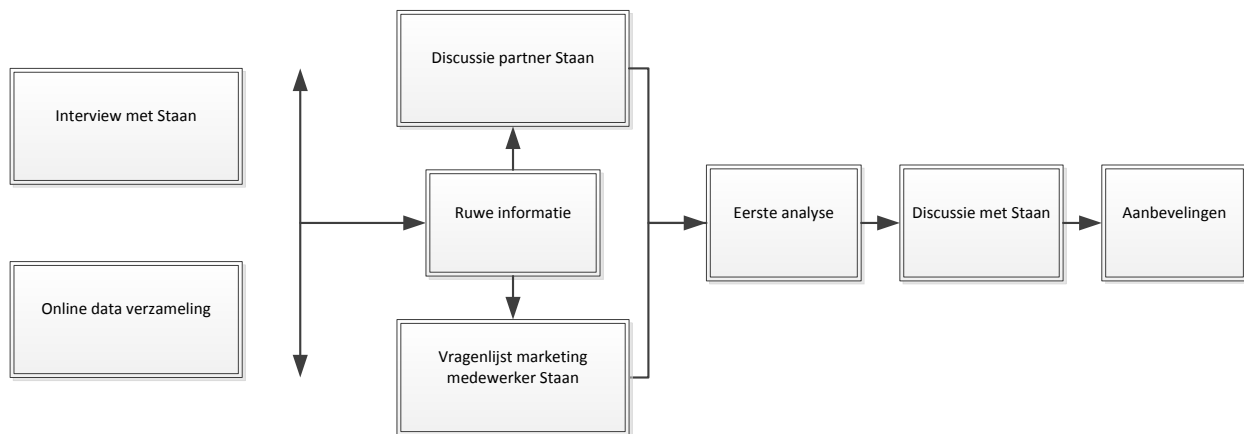 Interview met Staan
Online data verzameling
Discussie partner Staan
Ruwe informatie
Vragenlijst marketing
medewerker Staan
Eerste analyse
Discussie met Staan
Aanbevelingen